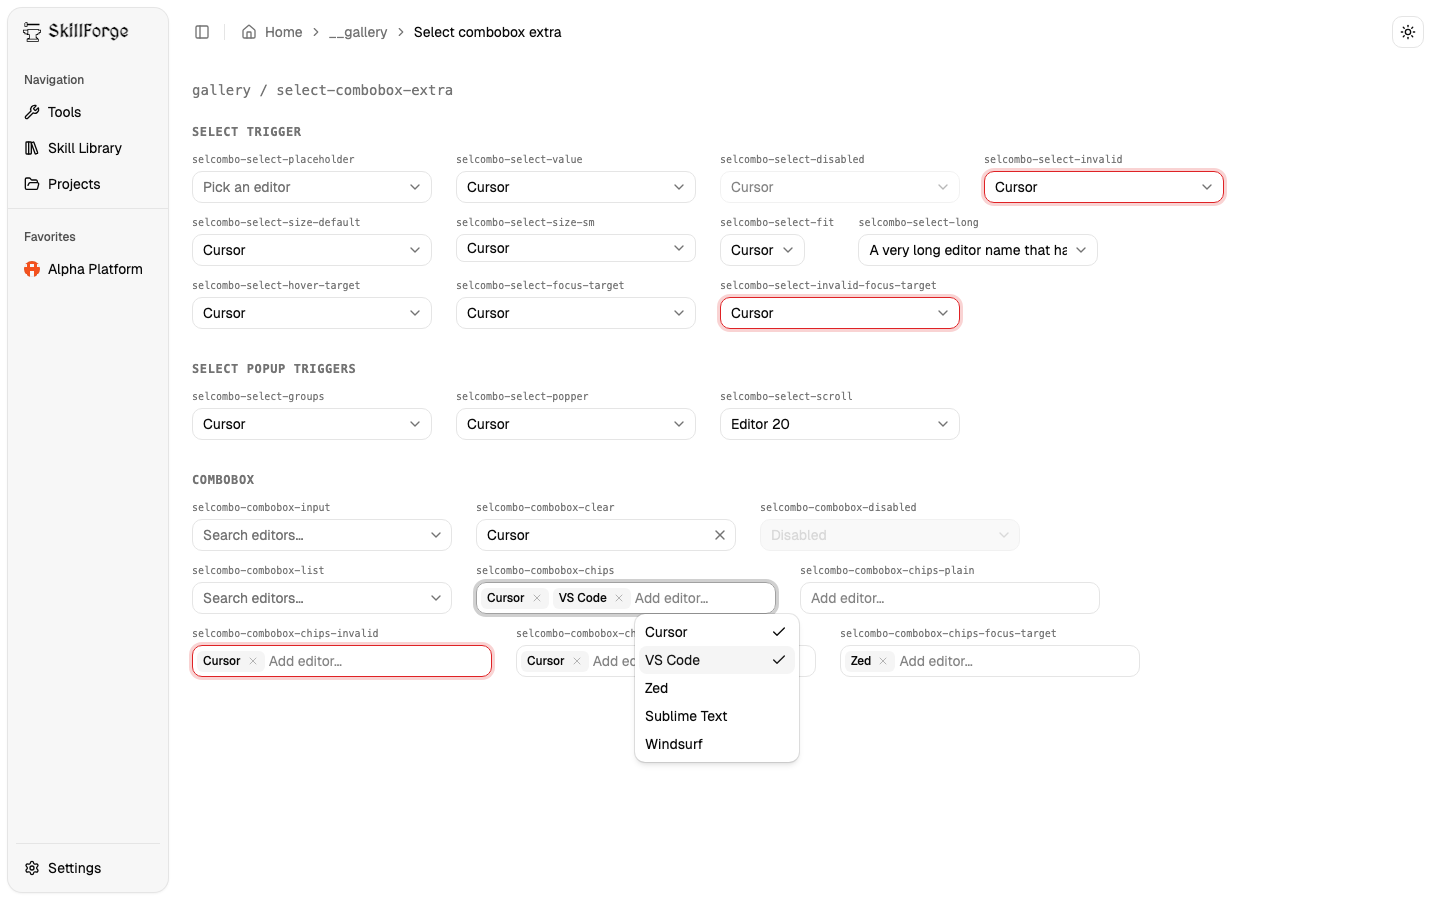 SkillForge
Home > __gallery > Select combobox extra
Navigation
Tools
Skill Library
Projects
Favorites
Alpha Platform
Settings
gallery / select-combobox-extra
SELECT TRIGGER
selcombo-select-placeholder selcombo-select-value selcombo-select-disabled selcombo-select-invalid
Pick an editor Cursor Cursor Cursor
selcombo-select-size-default selcombo-select-size-sm selcombo-select-fit selcombo-select-long
Cursor Cursor Cursor A very long editor name that ha
selcombo-select-hover-target selcombo-select-focus-target selcombo-select-invalid-focus-target
Cursor Cursor Cursor
SELECT POPUP TRIGGERS
selcombo-select-groups selcombo-select-popper selcombo-select-scroll
Cursor Cursor Editor 20
COMBOBOX
selcombo-combobox-input selcombo-combobox-clear selcombo-combobox-disabled
Search editors... Cursor Disabled
selcombo-combobox-list selcombo-combobox-chips selcombo-combobox-chips-plain
Search editors... Cursor VS Code Add editor... Add editor...
selcombo-combobox-chips-invalid selcombo-combobox-ch selcombo-combobox-chips-focus-target
Cursor Add editor... Cursor Add ed Zed Add editor...
Cursor
VS Code
Zed
Sublime Text
Windsurf